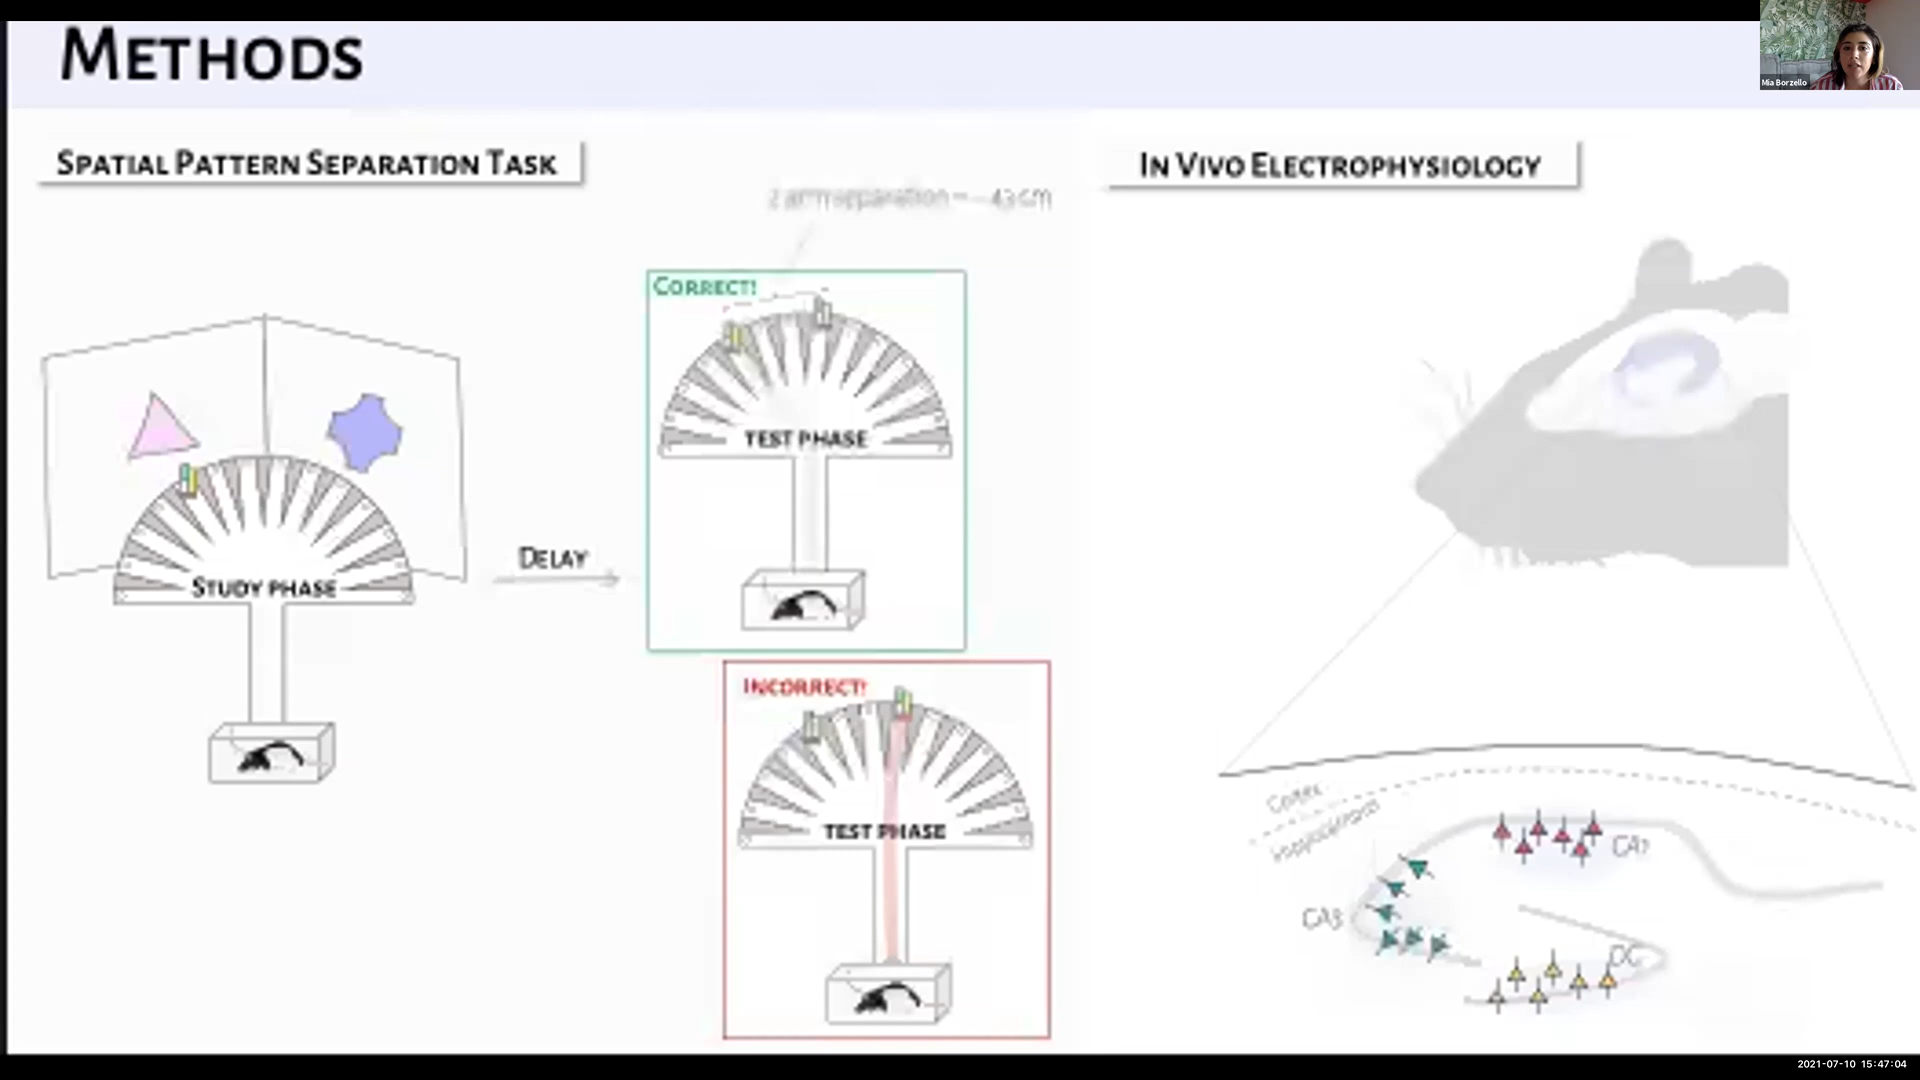 METHODS
Mia Borzello
SPATIAL PATTERN SEPARATION TASK
IN VIVO ELECTROPHYSIOLOGY
2 arm separation = ~ 43 cm
CORRECT!
TEST PHASE
STUDY PHASE
DELAY
INCORRECT!
TEST PHASE
Cortex
Hippocampus
CA1
CA3
DG
2021-07-10 15:47:04